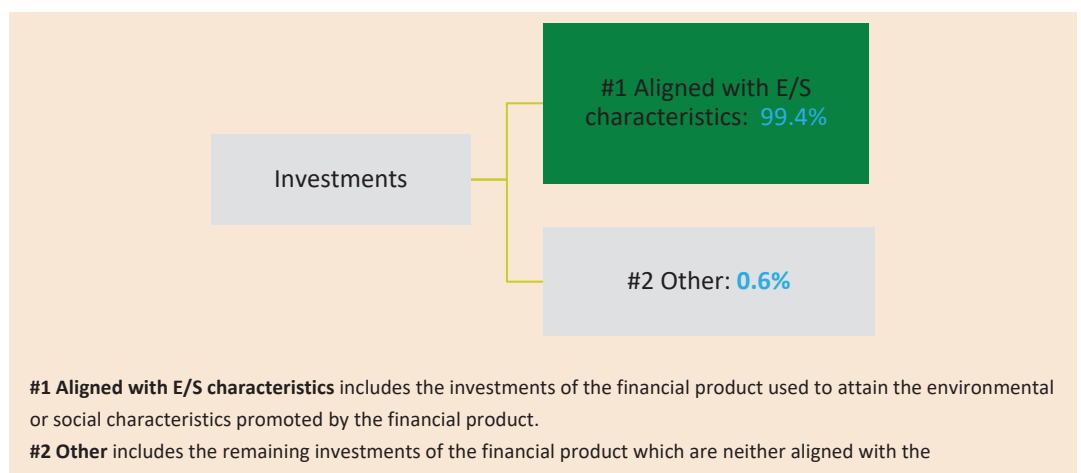 #1 Aligned with E/S
characteristics: 99.4%
Investments
#2 Other: 0.6%
#1 Aligned with E/S characteristics includes the investments of the financial product used to attain the environmental
or social characteristics promoted by the financial product.
#2 Other includes the remaining investments of the financial product which are neither aligned with the